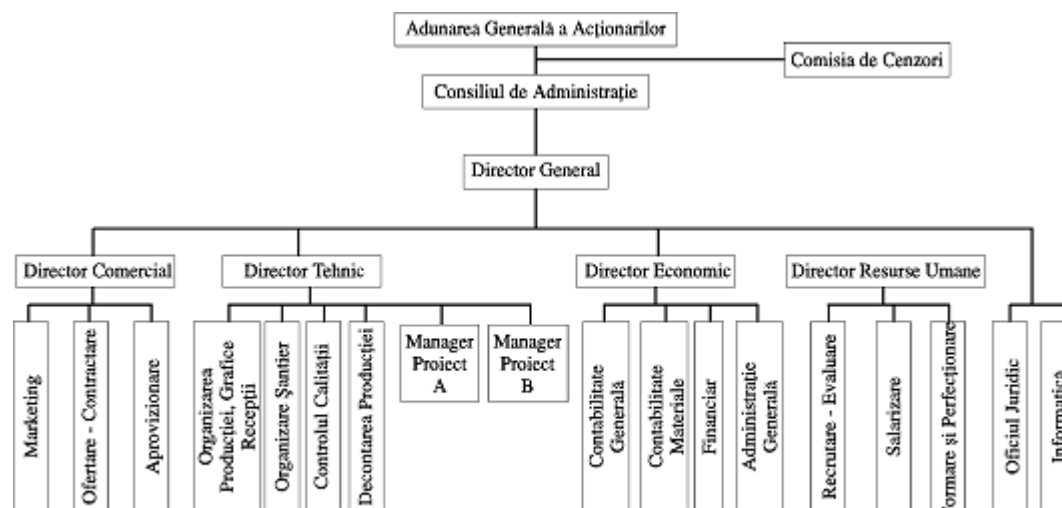 Adunarea Generală a Acționarilor
Comisia de Cenzori
Consiliul de Administrație
Director General
Director Comercial
Director Tehnic
Director Economic
Director Resurse Umane
Marketing
Ofertare - Contractare
Aprovizionare
Organizarea
Producției, Grafice
Recepții
Organizare Șantier
Controlul Calității
Decontarea Producției
Manager
Proiect
A
Manager
Proiect
B
Contabilitate
Generală
Contabilitate
Materiale
Financiar
Administrație
Generală
Recrutare - Evaluare
Salarizare
Formare și Perfecționare
Oficiul Juridic
Informatica